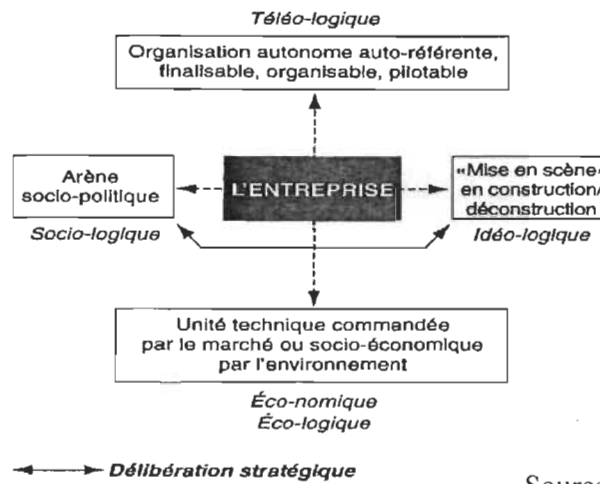 Téléo-logique
Organisation autonome auto-référente,
finalisable, organisable, pilotable
Arène
socio-politique
L'ENTREPRISE
«Mise en scène»
en construction/
déconstruction
Socio-logique
Idéo-logique
Unité technique commandée
par le marché ou socio-économique
par l'environnement
Éco-nomique
Éco-logique
Délibération stratégique